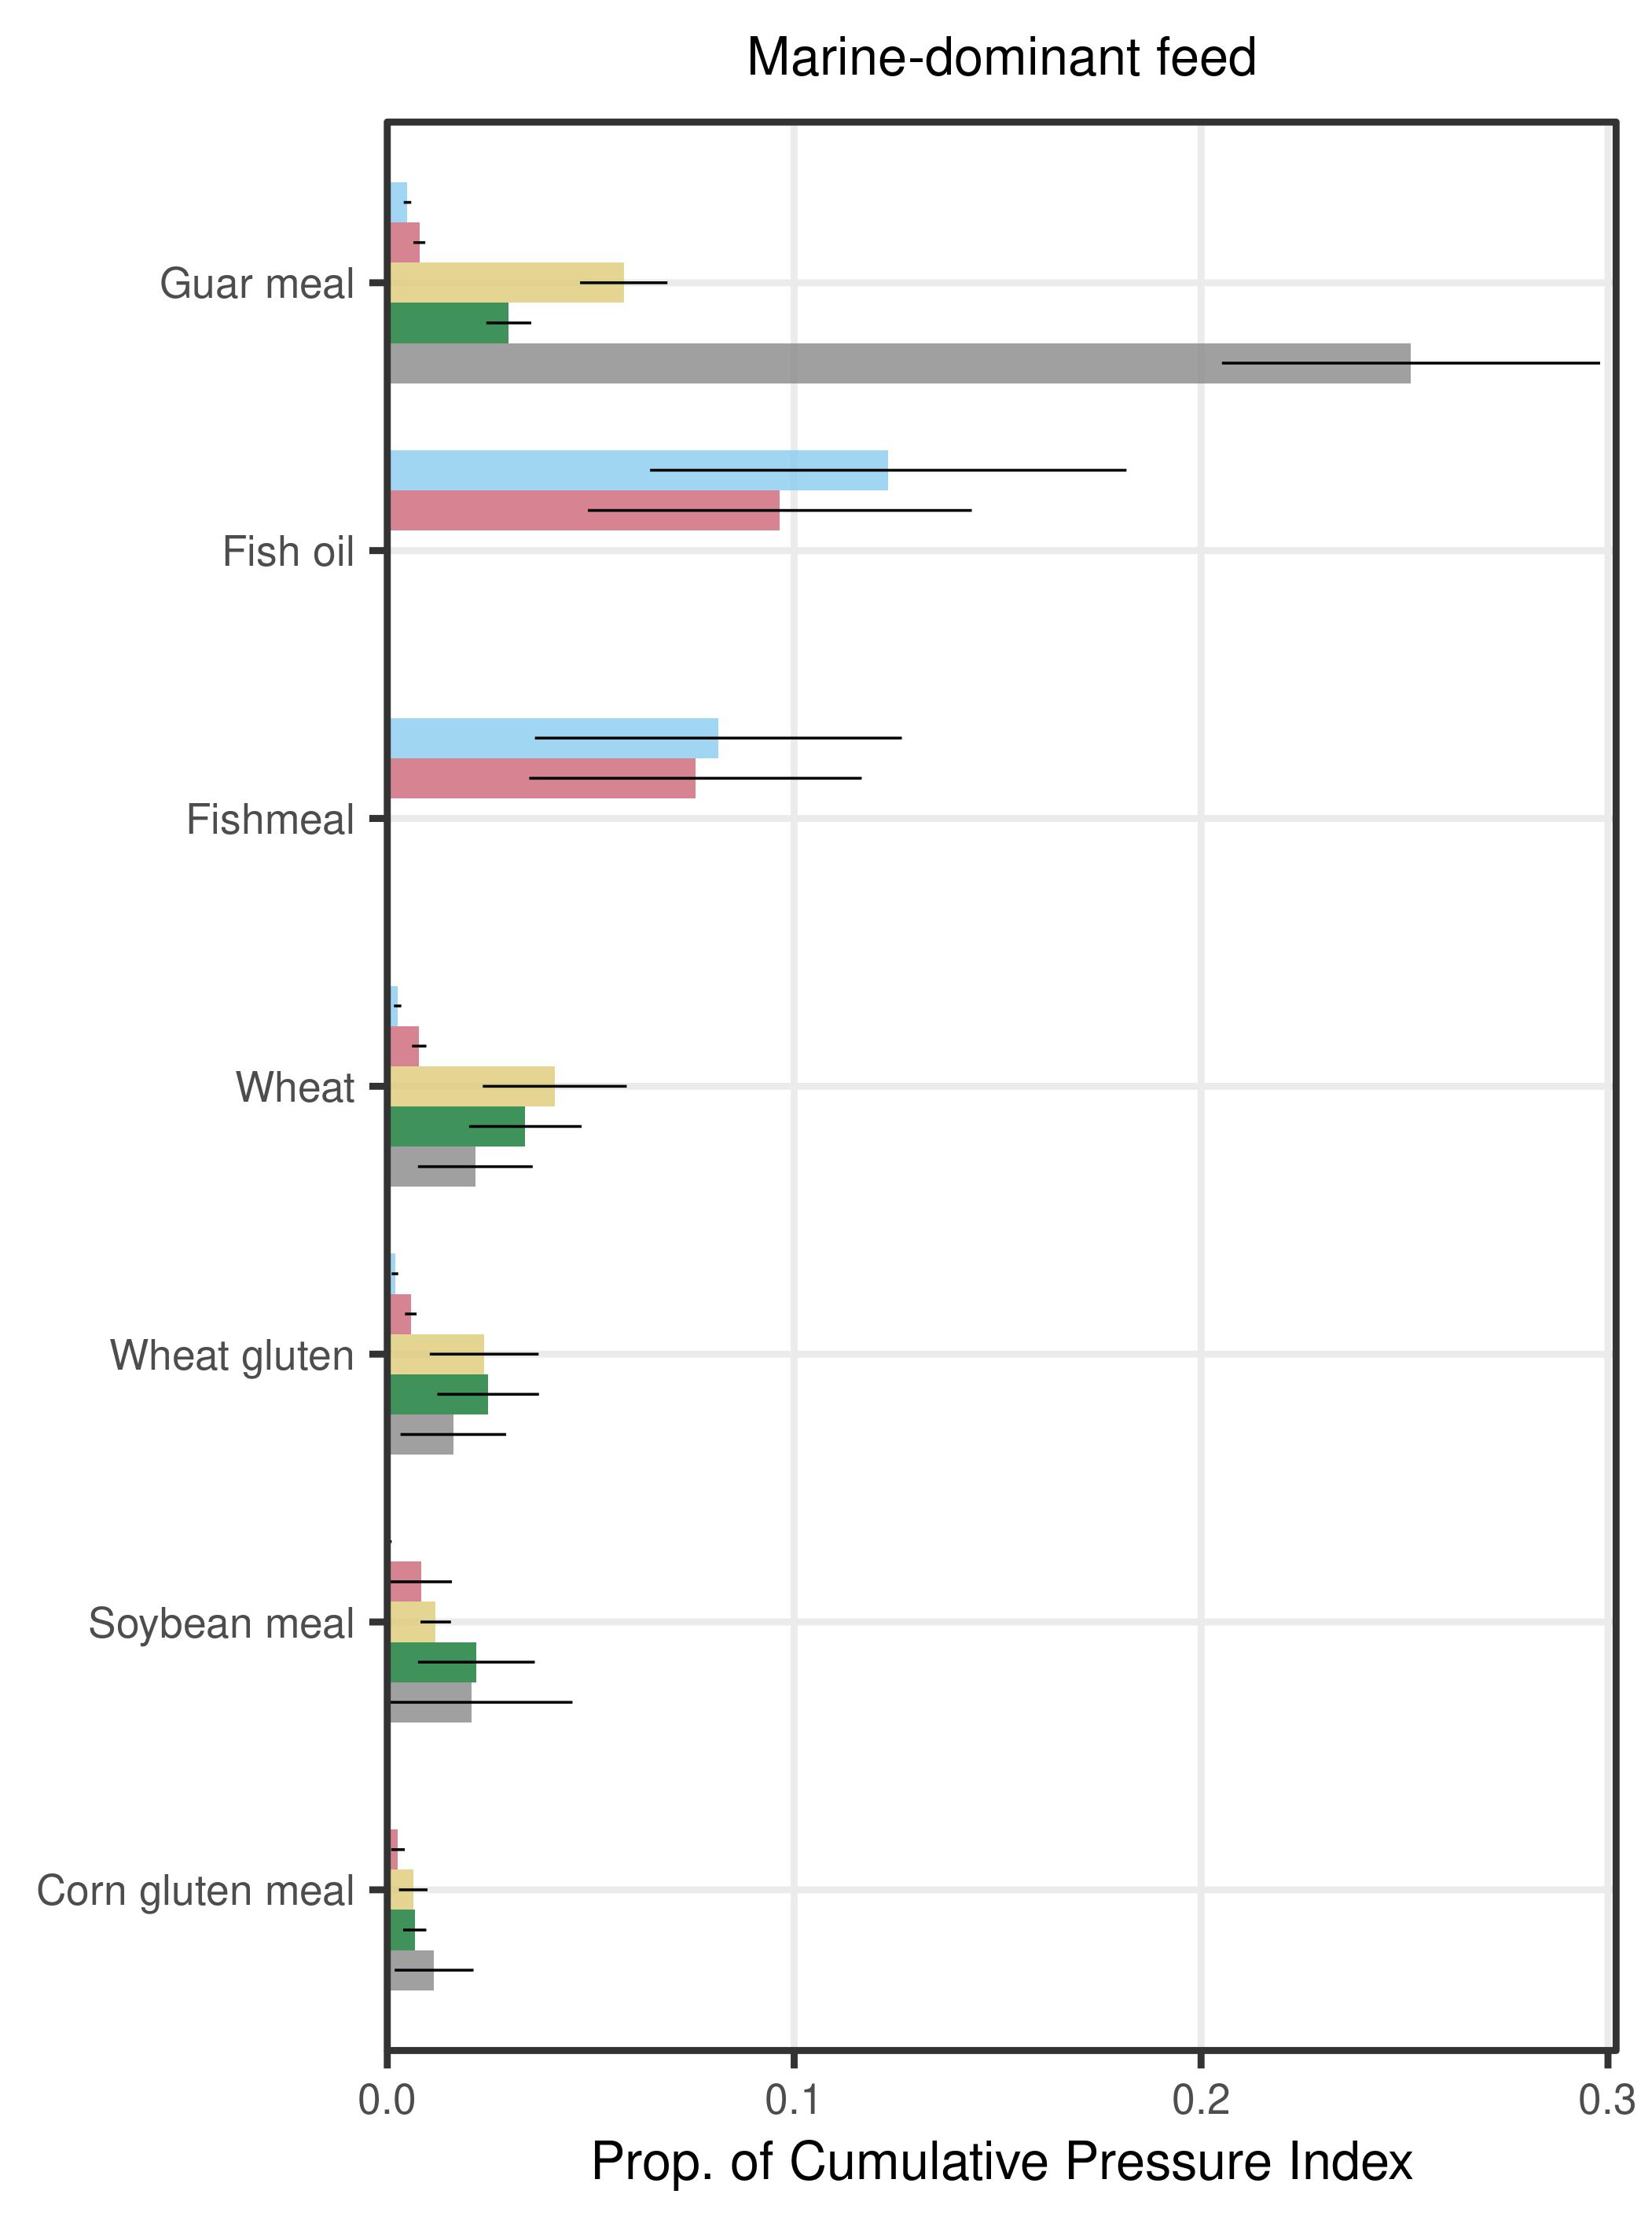 Marine-dominant feed
Guar meal
Fish oil
Fishmeal
Wheat
Wheat gluten
Soybean meal
Corn gluten meal
0.0 0.1 0.2 0.3
Prop. of Cumulative Pressure Index